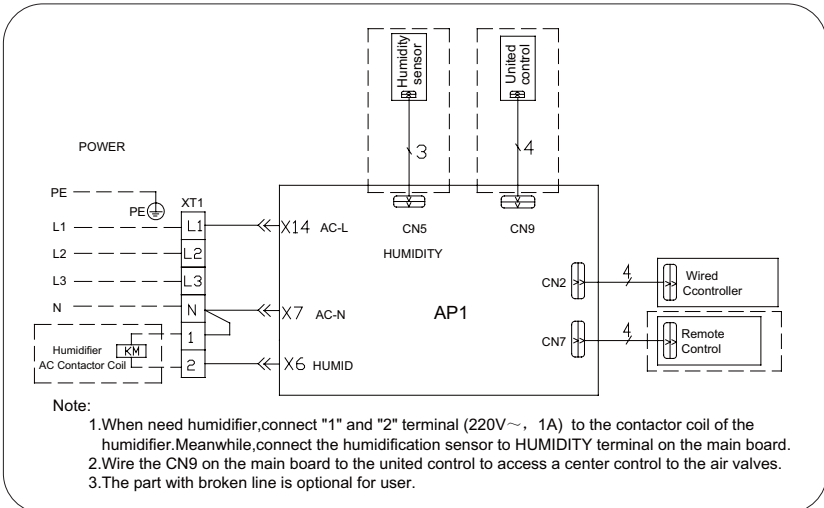 Humidity
sensor
United
control
3
4
POWER
PE
PE
XT1
L1
L1
X14 AC-L
CN5
CN9
L2
L2
HUMIDITY
L3
L3
CN2
4
Wired
Ccontroller
N
N
X7 AC-N
AP1
1
CN7
4
Remote
Control
Humidifier
KM
AC Contactor Coil
2
X6 HUMID
Note:
1.When need humidifier,connect "1" and "2" terminal (220V～, 1A) to the contactor coil of the
humidifier.Meanwhile,connect the humidification sensor to HUMIDITY terminal on the main board.
2.Wire the CN9 on the main board to the united control to access a center control to the air valves.
3.The part with broken line is optional for user.